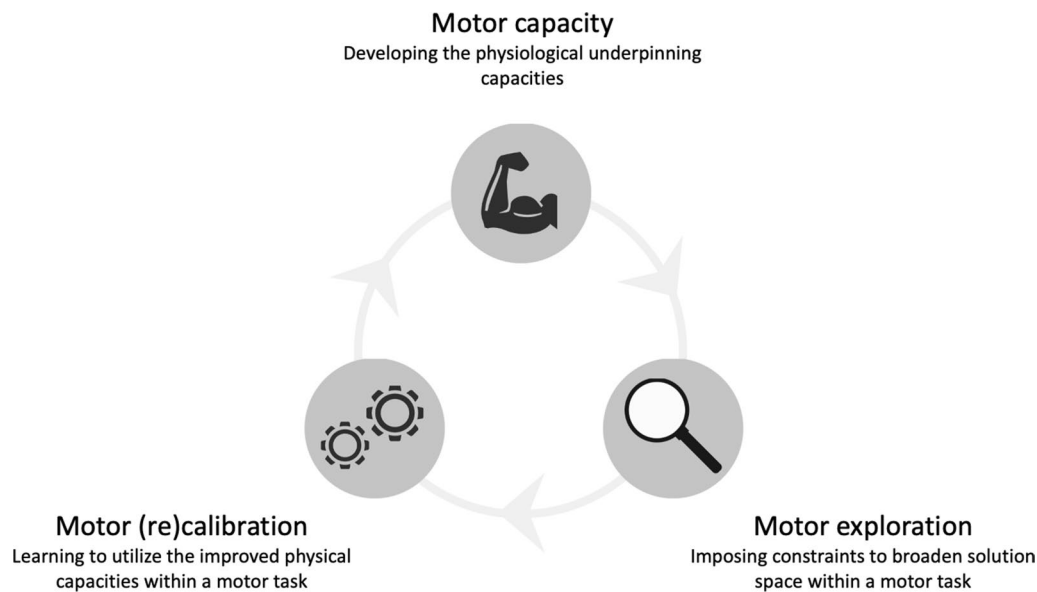 Motor capacity
Developing the physiological underpinning
capacities
Motor (re)calibration
Learning to utilize the improved physical
capacities within a motor task
Motor exploration
Imposing constraints to broaden solution
space within a motor task